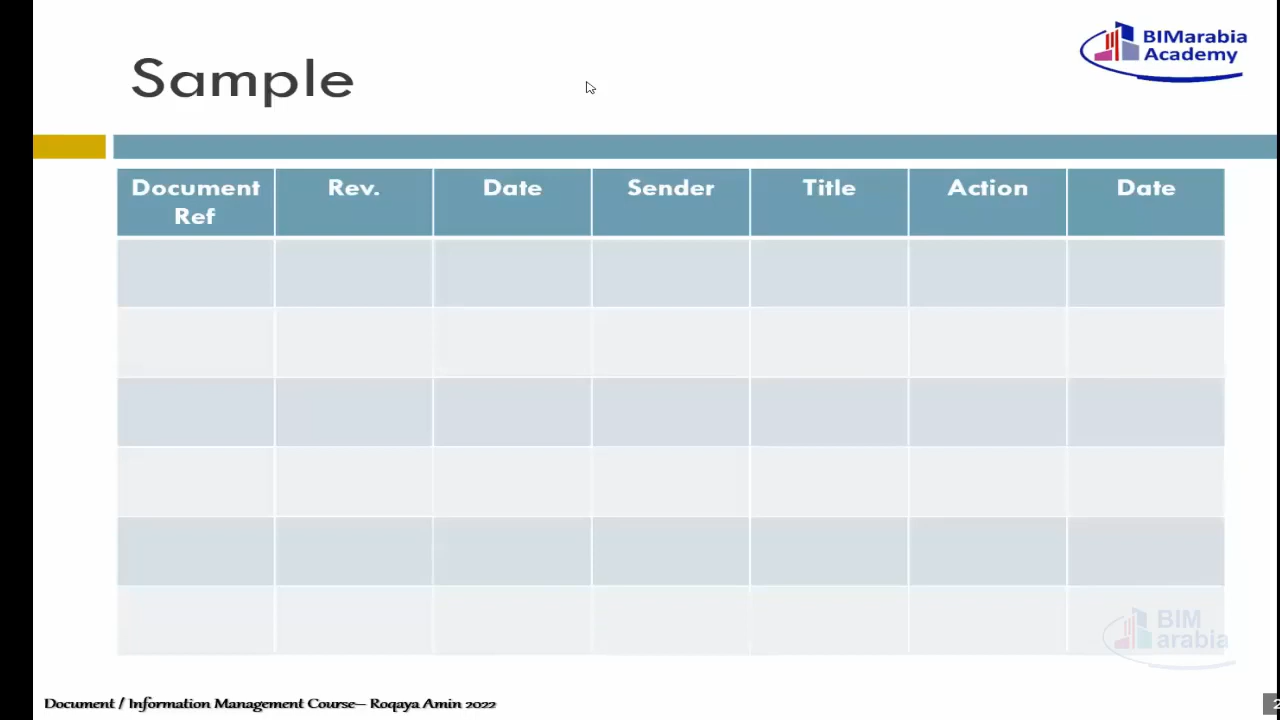 BIMarabia
Academy
Sample
Document Rev. Date Sender Title Action Date
Ref
BIM
arabia
Document / Information Management Course– Roqaya Amin 2022
2